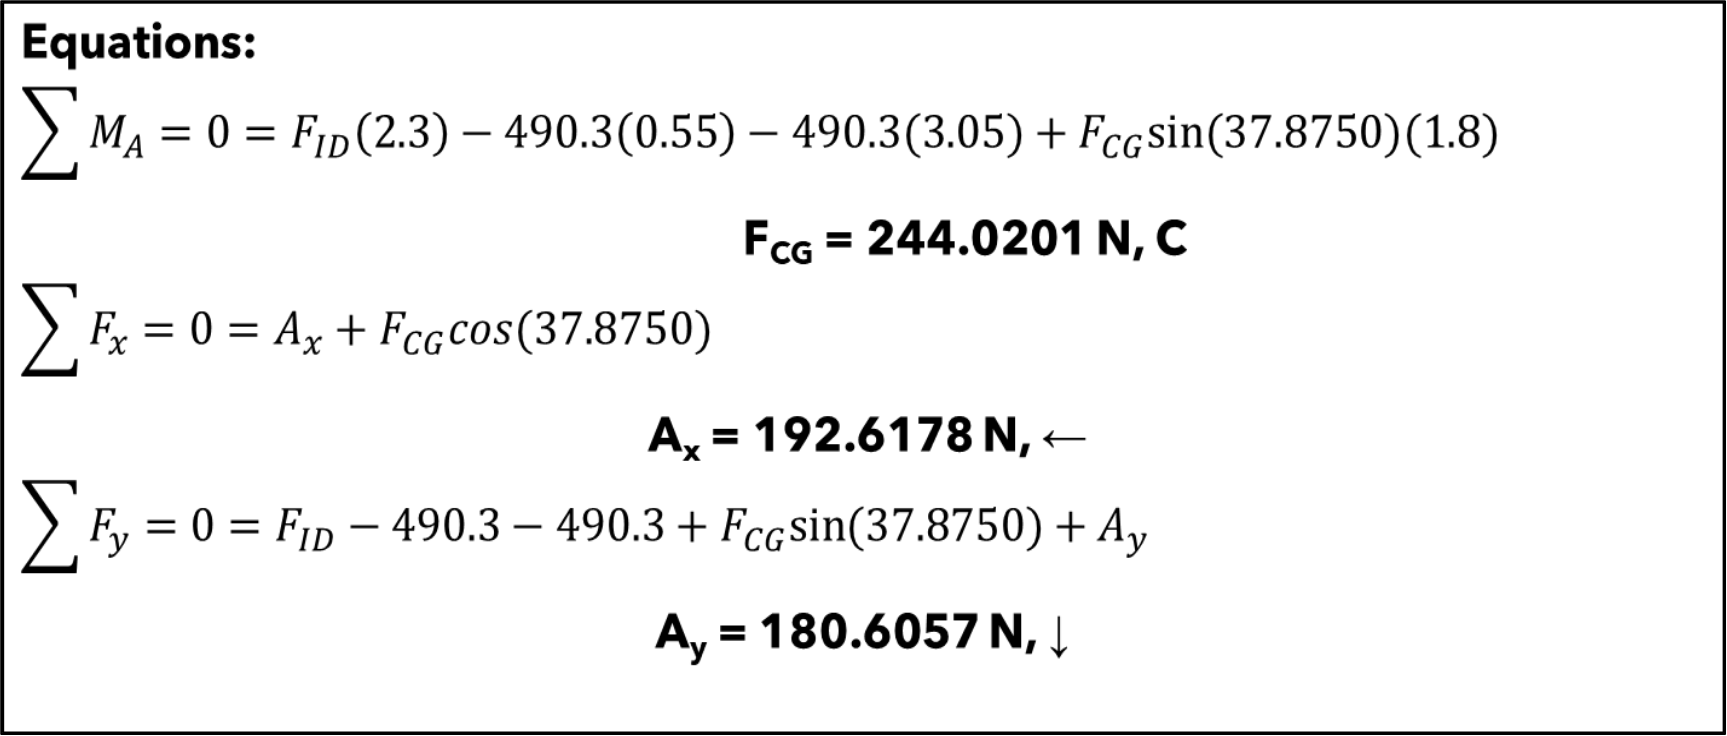 Equations:
∑ M_A = 0 = F_ID(2.3) − 490.3(0.55) − 490.3(3.05) + F_CG sin(37.8750)(1.8)
F_CG = 244.0201 N, C
∑ F_x = 0 = A_x + F_CG cos(37.8750)
A_x = 192.6178 N, ←
∑ F_y = 0 = F_ID − 490.3 − 490.3 + F_CG sin(37.8750) + A_y
A_y = 180.6057 N, ↓